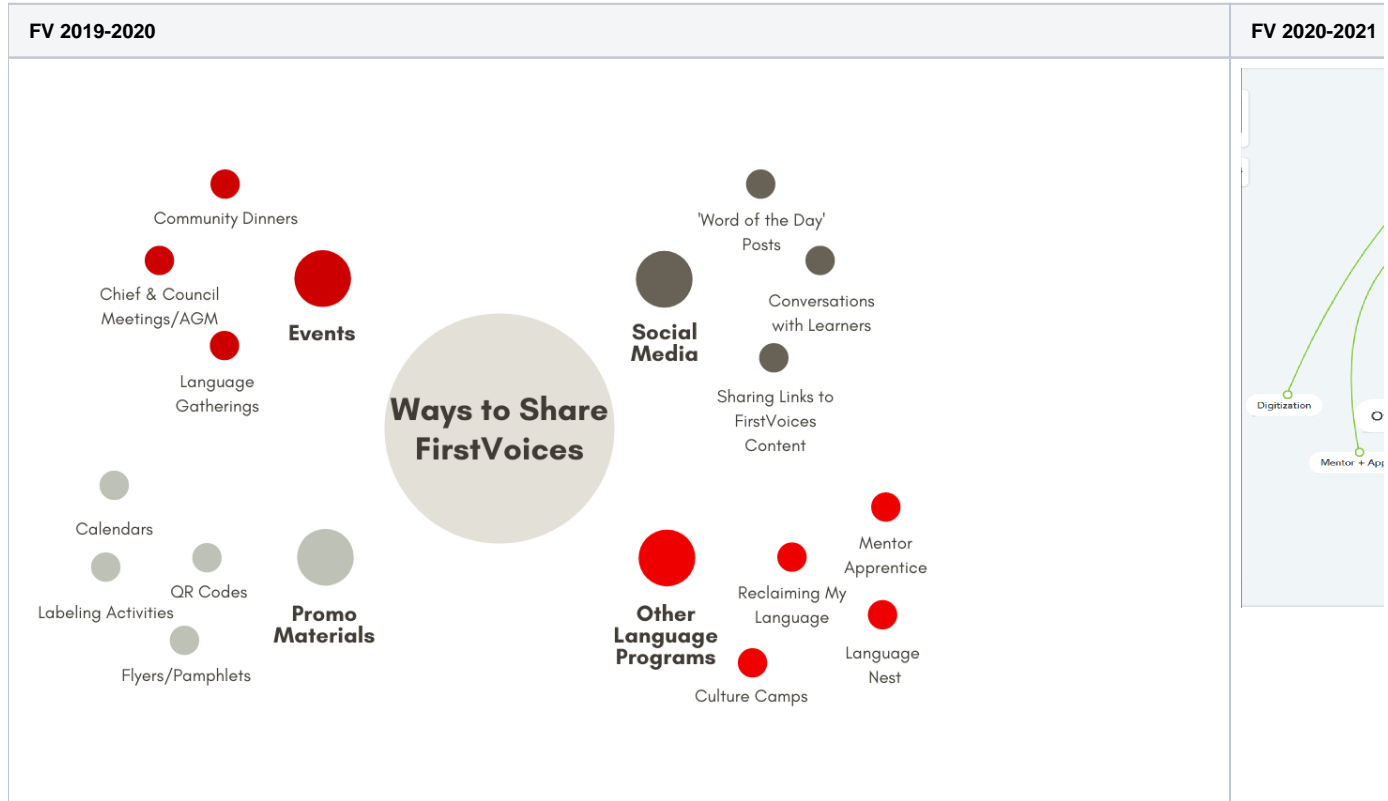 FV 2019-2020
FV 2020-2021
Community Dinners
Chief & Council
Meetings/AGM
Language
Gatherings
Events
'Word of the Day'
Posts
Conversations
with Learners
Sharing Links to
FirstVoices
Content
Social
Media
Ways to Share
FirstVoices
Calendars
QR Codes
Labeling Activities
Flyers/Pamphlets
Promo
Materials
Other
Language
Programs
Mentor
Apprentice
Reclaiming My
Language
Language
Nest
Culture Camps
Digitization
Mentor +